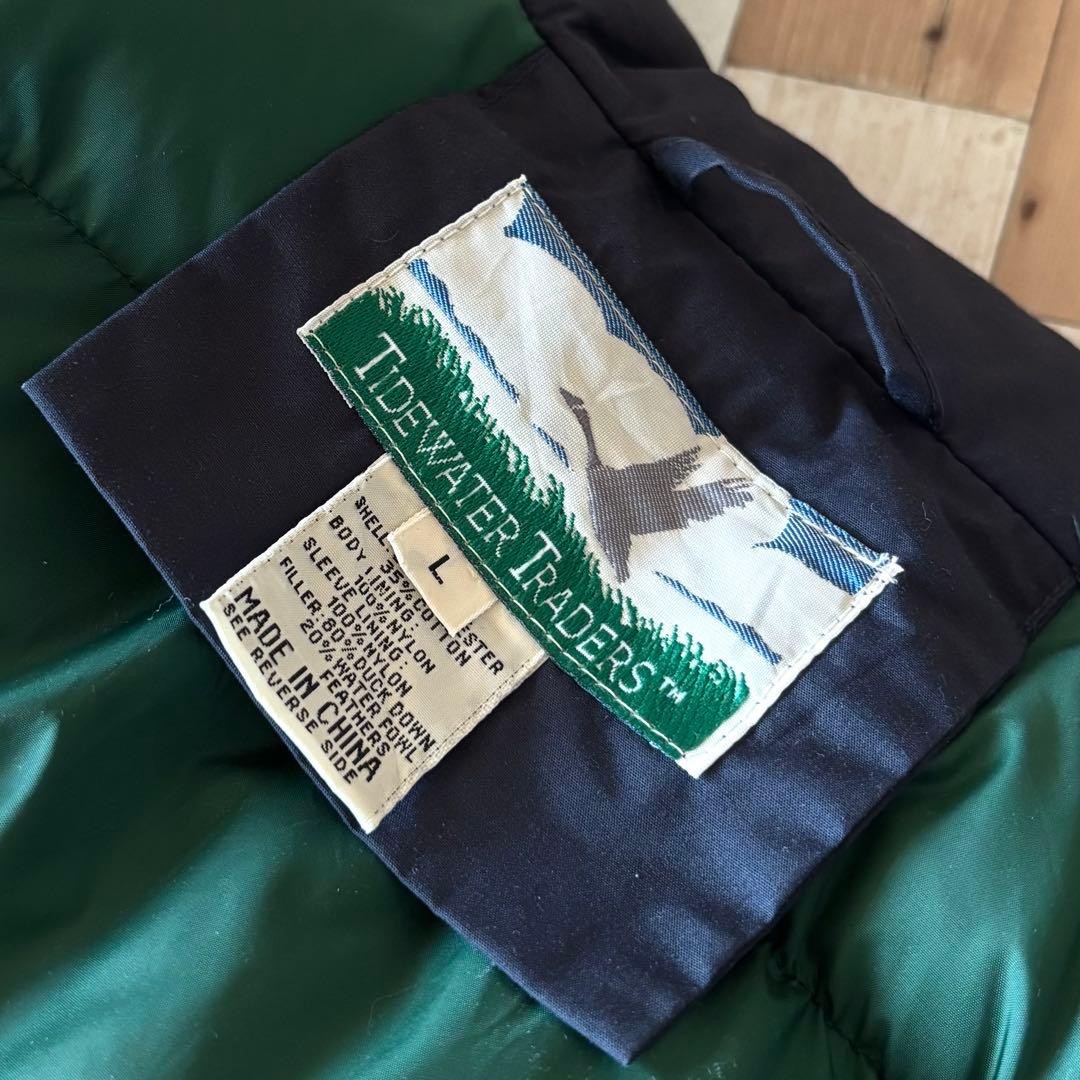 TIDEWATER TRADERS™
L
SHELL:
ESTER
35% COTTON
BODY LINING
100% NYLON
SLEEVE LINING:
100% NYLON
FILLER: 80% DUCK DOWN
20% WATER FOWL
FEATHERS
MADE IN CHINA
SEE REVERSE SIDE